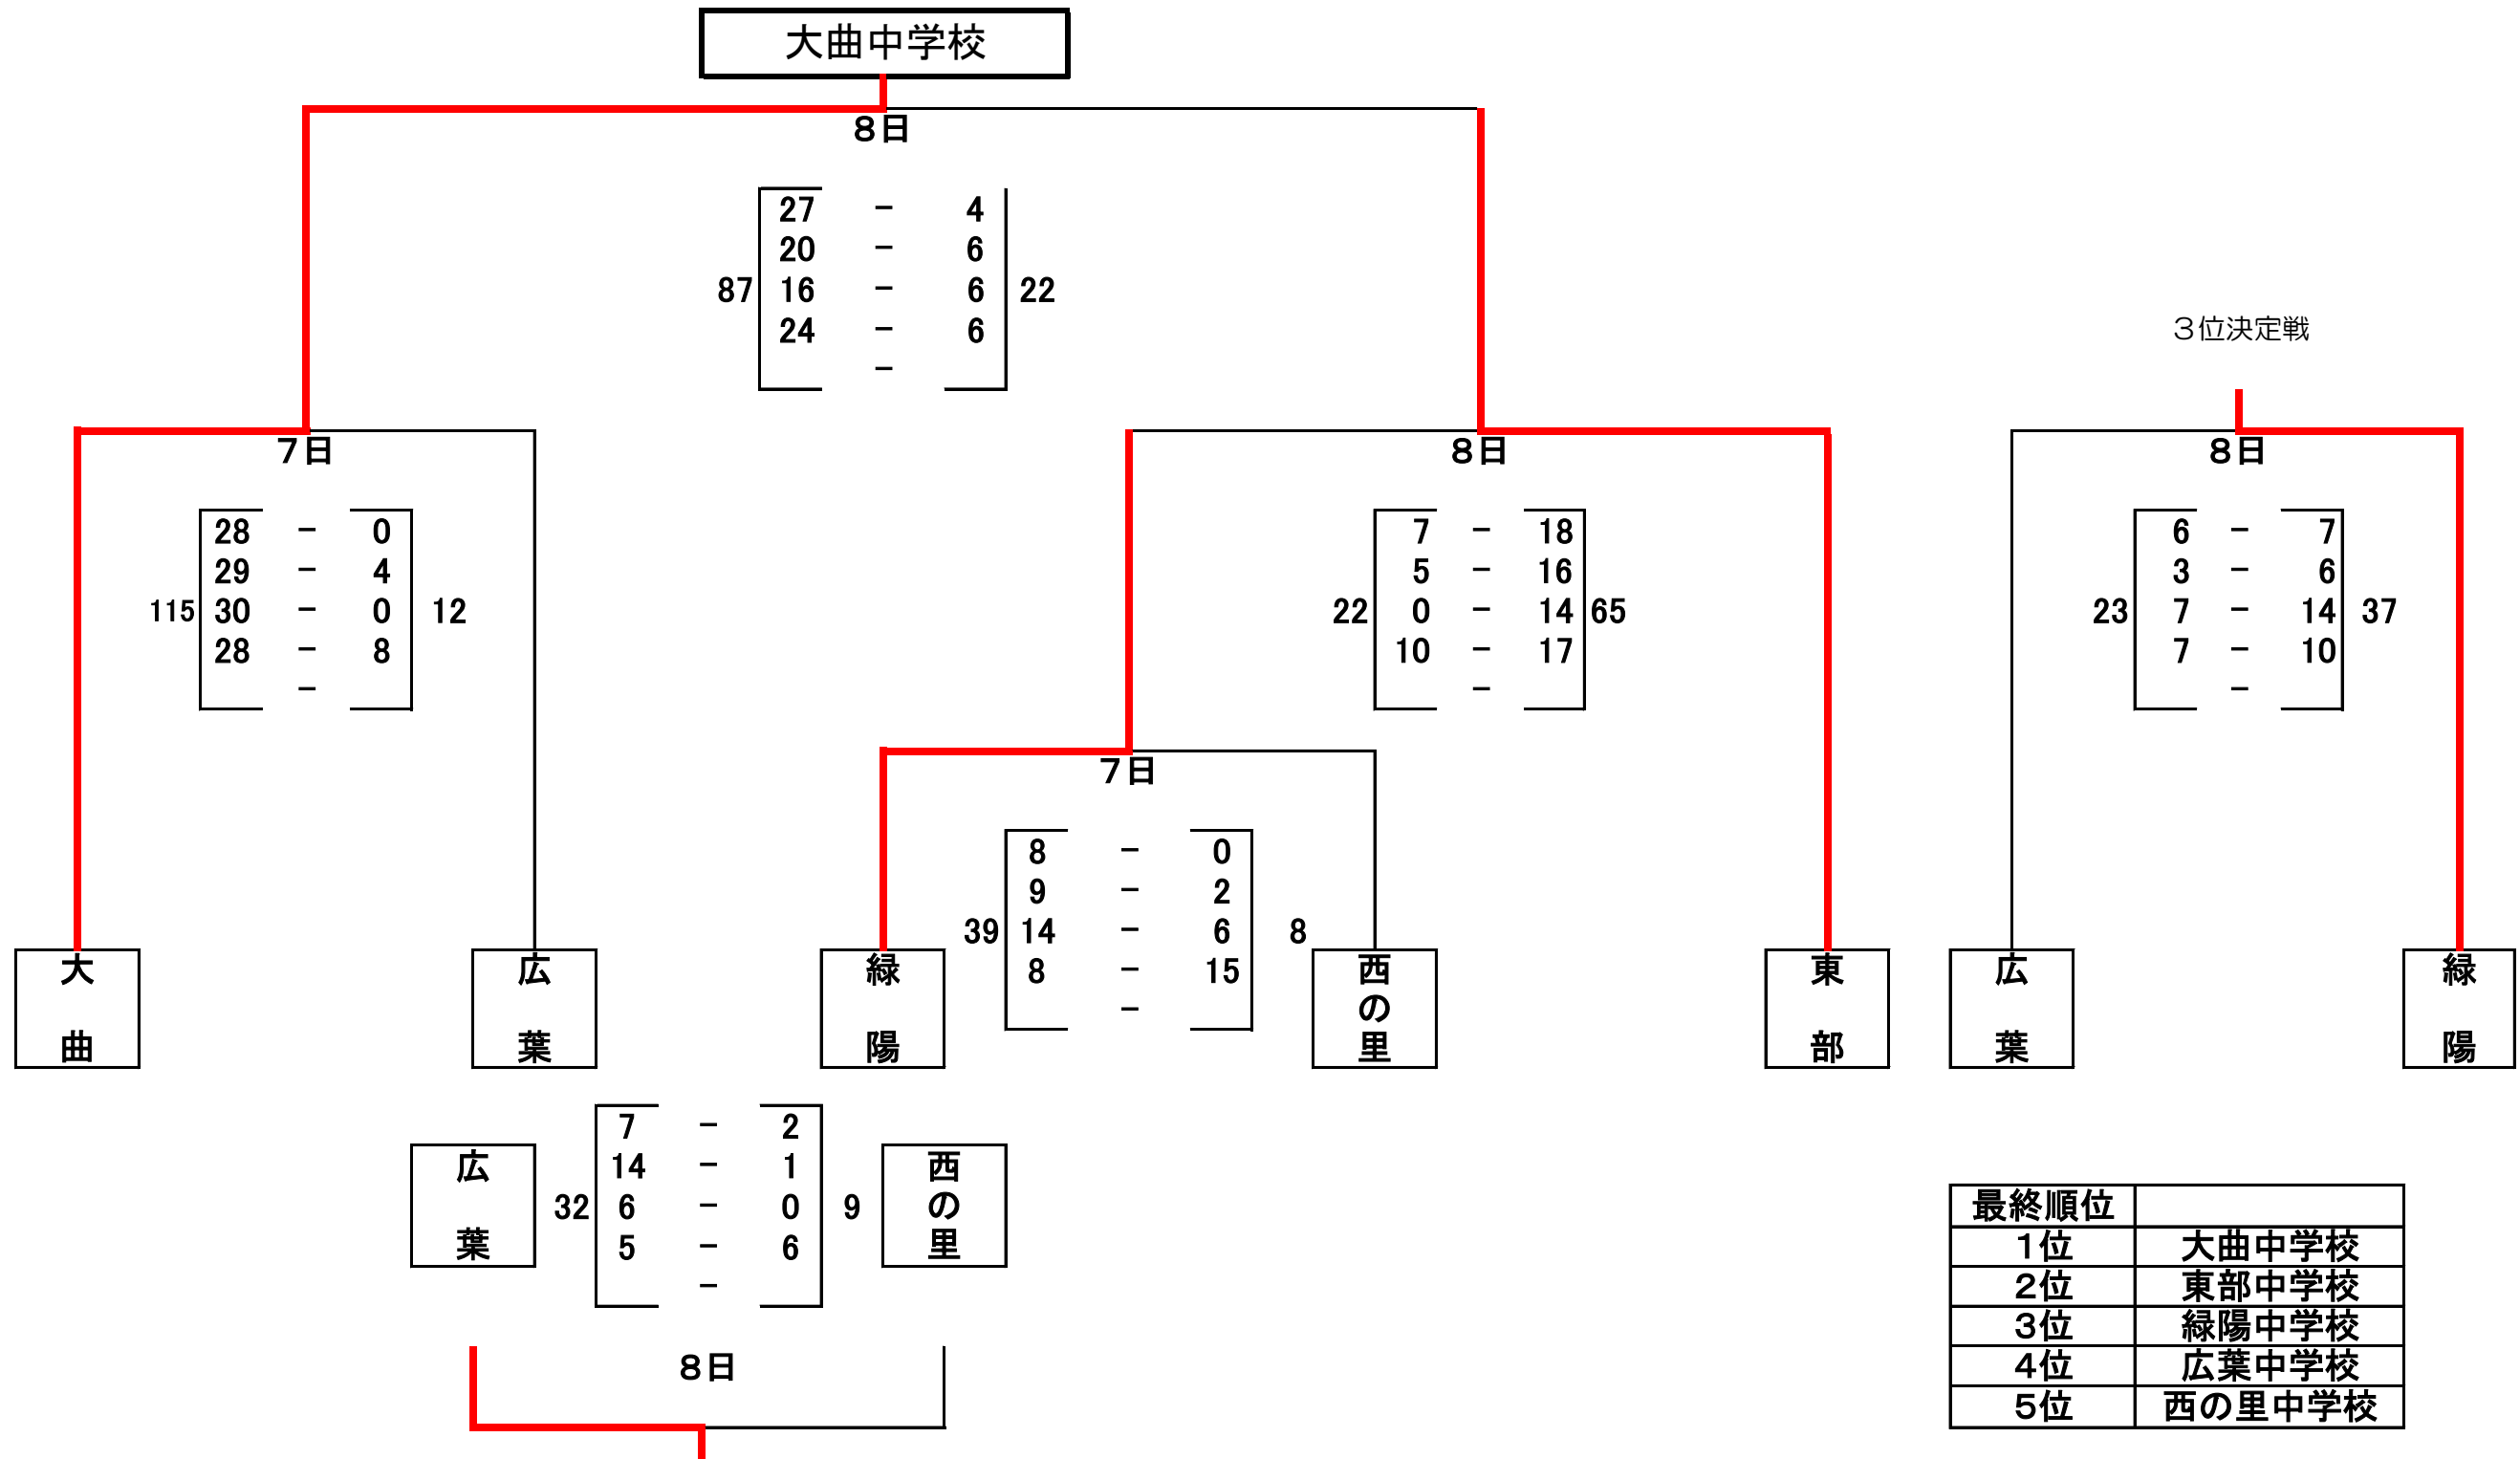 大曲中学校
8日
27 － 4
20 － 6
87 16 － 6 22
24 － 6
－
３位決定戦
7日
28 － 0
29 － 4
115 30 － 0 12
28 － 8
－
8日
7 － 18
5 － 16
22 0 － 14 65
10 － 17
－
8日
6 － 7
3 － 6
23 7 － 14 37
7 － 10
－
7日
8 － 0
9 － 2
39 14 － 6 8
8 － 15
－
大曲
広葉
緑陽
西の里
東部
広葉
緑陽
広葉
7 － 2
14 － 1
32 6 － 0 9
5 － 6
－
西の里
8日
最終順位
1位 大曲中学校
2位 東部中学校
3位 緑陽中学校
4位 広葉中学校
5位 西の里中学校